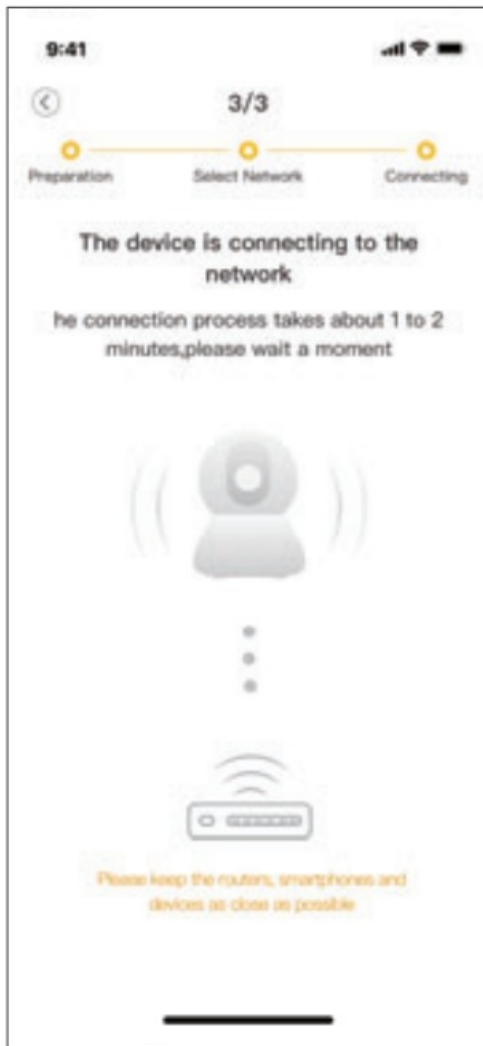 9:41
3/3
Preparation Select Network Connecting
The device is connecting to the
network
he connection process takes about 1 to 2
minutes,please wait a moment
Please keep the routers, smartphones and
devices as close as possible